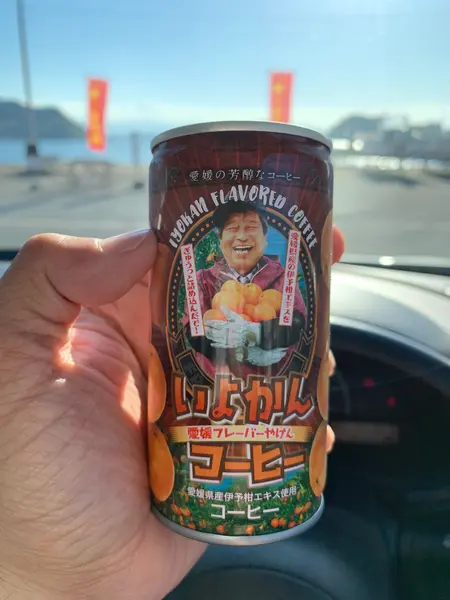 愛媛の芳醇なコーヒー
IYOKAN FLAVORED COFFEE
愛媛県産の伊予柑エキスを
ぎゅうっと詰め込んだで!
いよかん
愛媛フレーバーやけん
コーヒー
愛媛県産伊予柑エキス使用
コーヒー